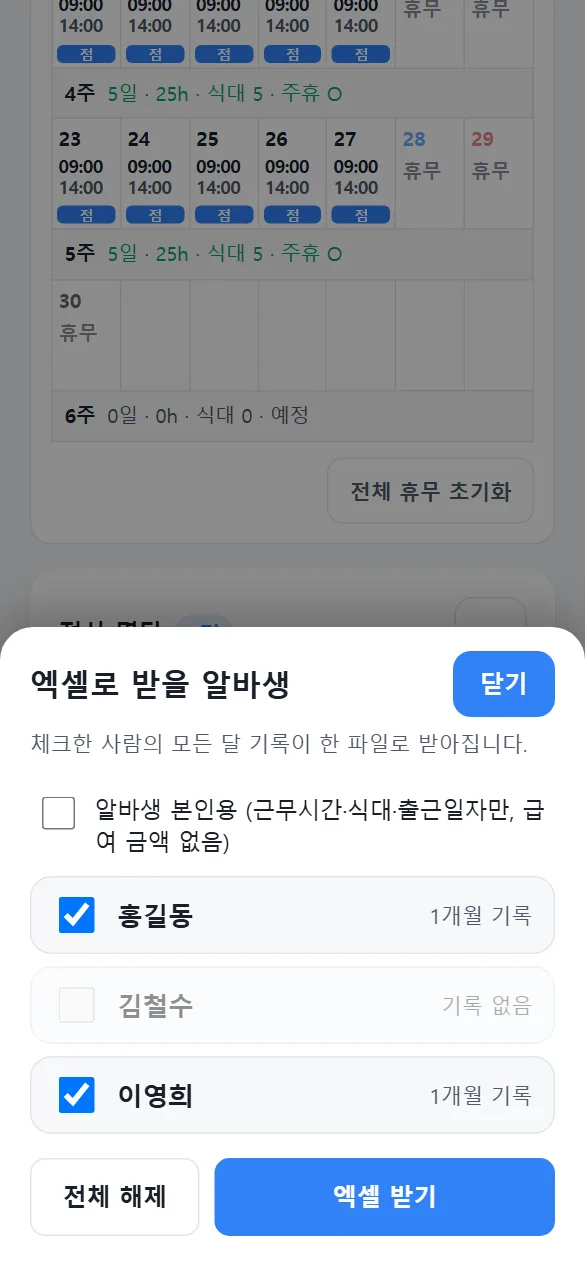 09:00 09:00 09:00 09:00 09:00 휴무 휴무
14:00 14:00 14:00 14:00 14:00
점 점 점 점 점
4주 5일 · 25h · 식대 5 · 주휴 O
23 24 25 26 27 28 29
09:00 09:00 09:00 09:00 09:00 휴무 휴무
14:00 14:00 14:00 14:00 14:00
점 점 점 점 점
5주 5일 · 25h · 식대 5 · 주휴 O
30
휴무
6주 0일 · 0h · 식대 0 · 예정
전체 휴무 초기화
엑셀로 받을 알바생 닫기
체크한 사람의 모든 달 기록이 한 파일로 받아집니다.
알바생 본인용 (근무시간·식대·출근일자만, 급
여 금액 없음)
홍길동 1개월 기록
김철수 기록 없음
이영희 1개월 기록
전체 해제 엑셀 받기